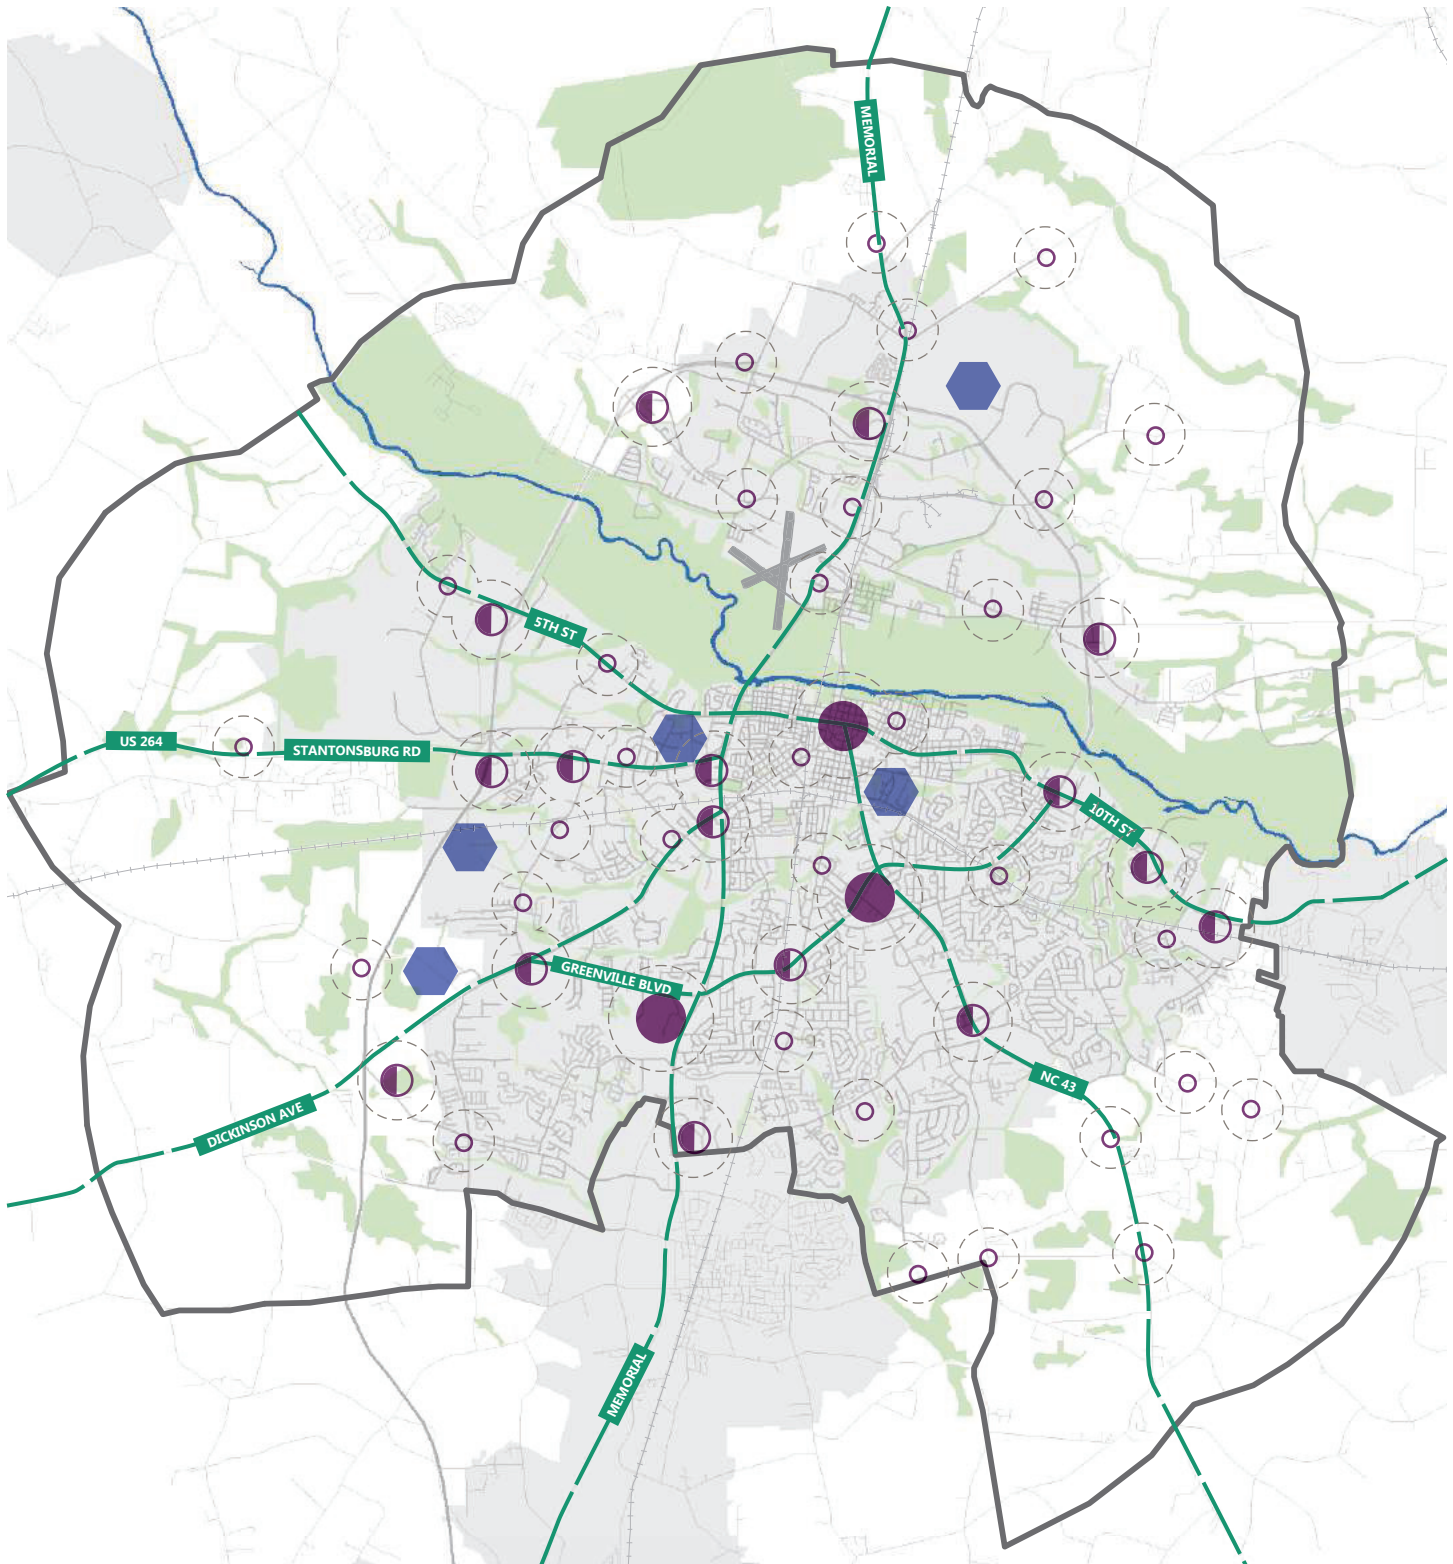 MEMORIAL
5TH ST
US 264
STANTONSBURG RD
10TH ST
GREENVILLE BLVD
NC 43
DICKINSON AVE
MEMORIAL